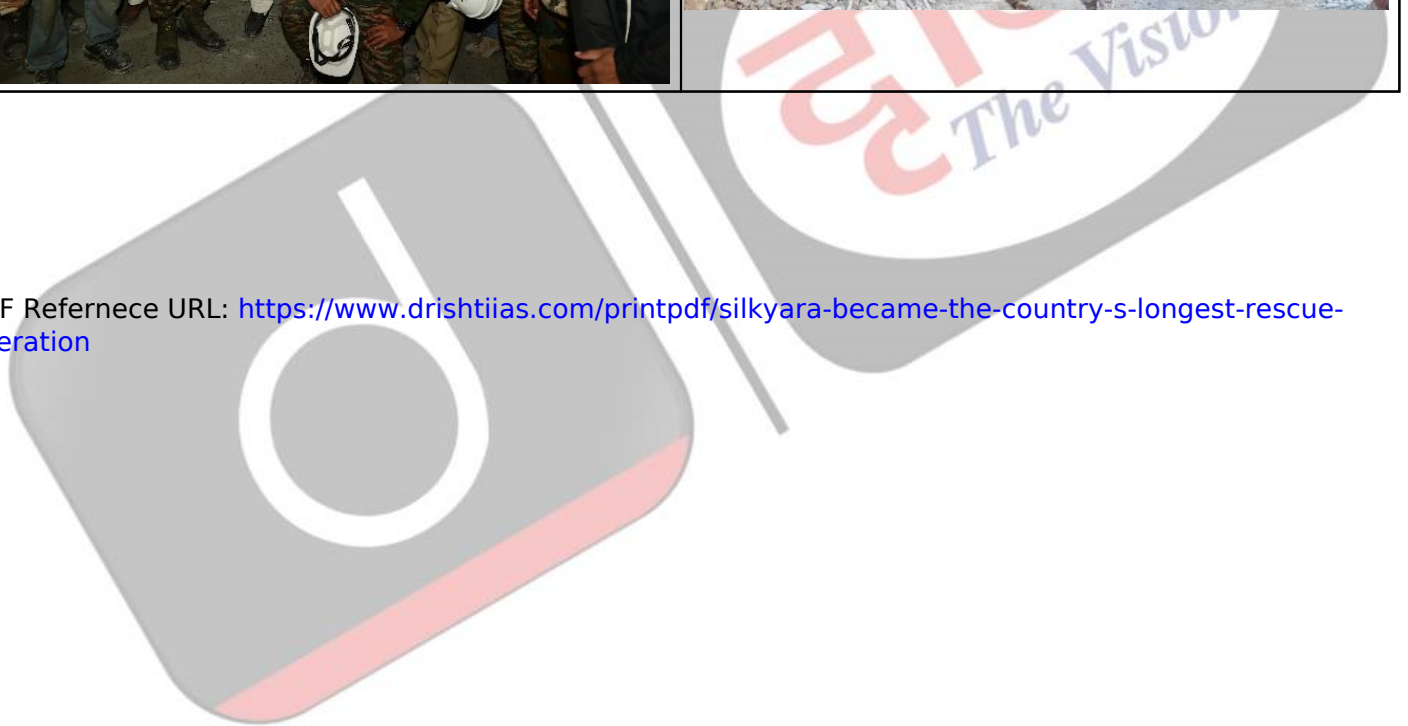 The Visio
F Refernece URL: https://www.drishtiias.com/printpdf/silkyara-became-the-country-s-longest-rescue-
eration